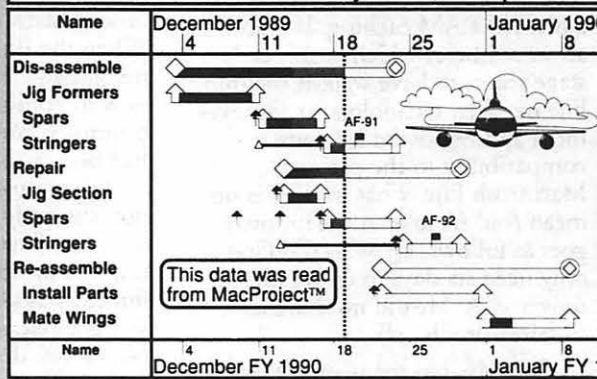 Name December 1989 January 1990
4 11 18 25 1 8
Dis-assemble
Jig Formers
Spars AF-91
Stringers
Repair
Jig Section
Spars AF-92
Stringers
Re-assemble
Install Parts
Mate Wings
This data was read
from MacProject™
Name 4 11 18 25 1 8
December FY 1990 January FY